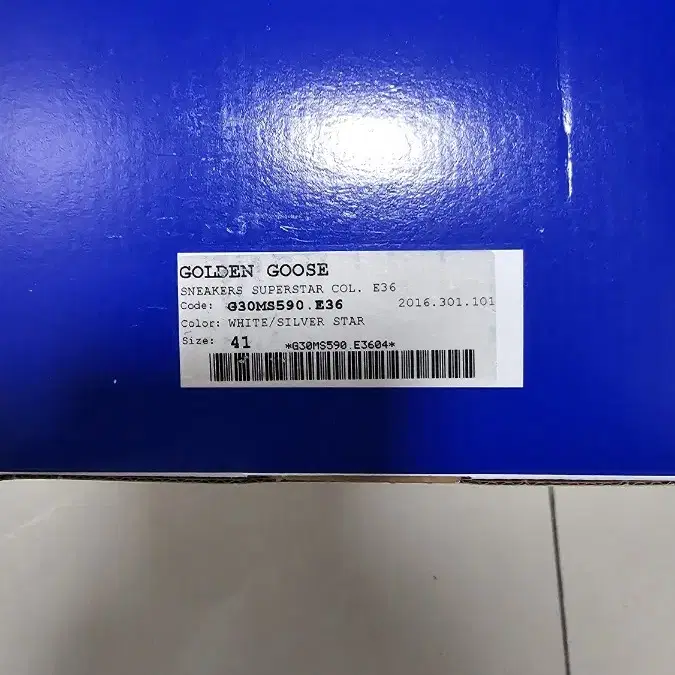 GOLDEN GOOSE
SNEAKERS SUPERSTAR COL. E36
Code: G30MS590.E36 2016.301.101
Color: WHITE/SILVER STAR
Size: 41 *G30MS590.E3604*